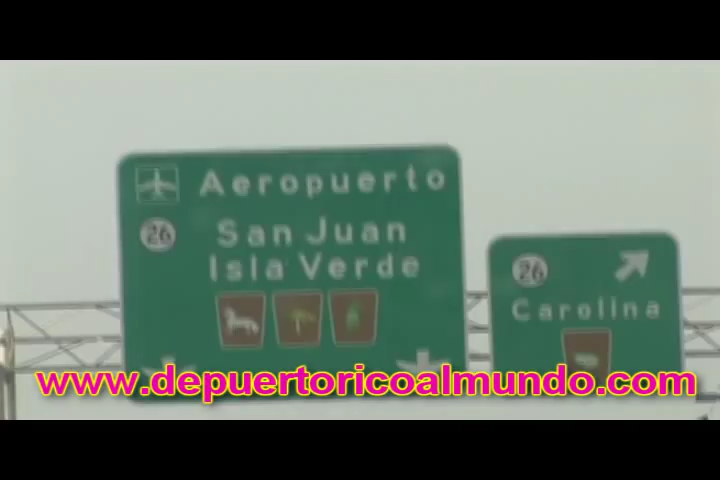 Aeropuerto
26
San Juan
Isla Verde
26
Carolina
www.depuertoricoalmundo.com